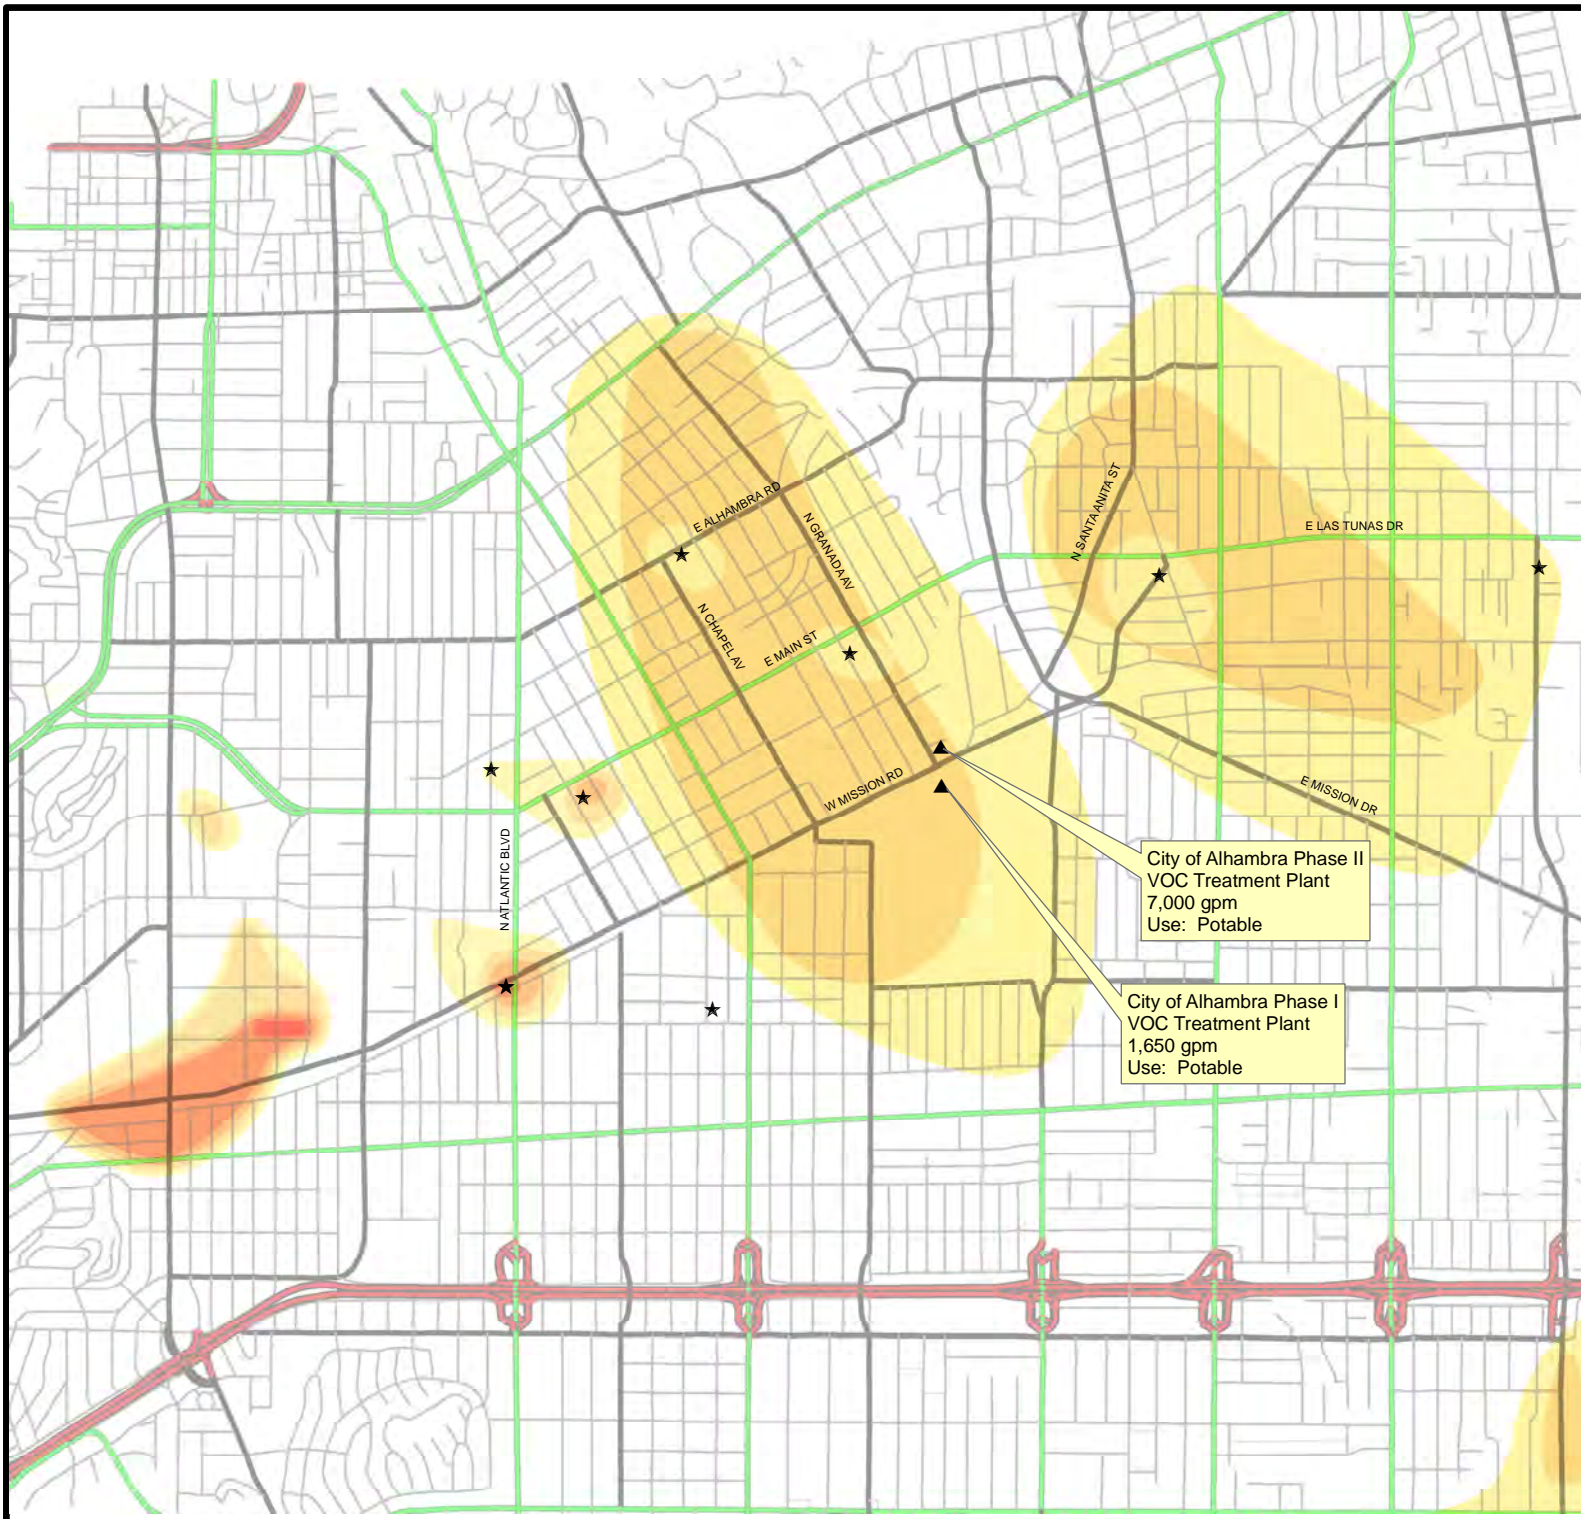 E ALHAMBRA RD
N GRANADA AV
N SANTA ANITA ST
E LAS TUNAS DR
N CHAPEL AV
E MAIN ST
W MISSION RD
E MISSION DR
N ATLANTIC BLVD
City of Alhambra Phase II
VOC Treatment Plant
7,000 gpm
Use:  Potable
City of Alhambra Phase I
VOC Treatment Plant
1,650 gpm
Use:  Potable